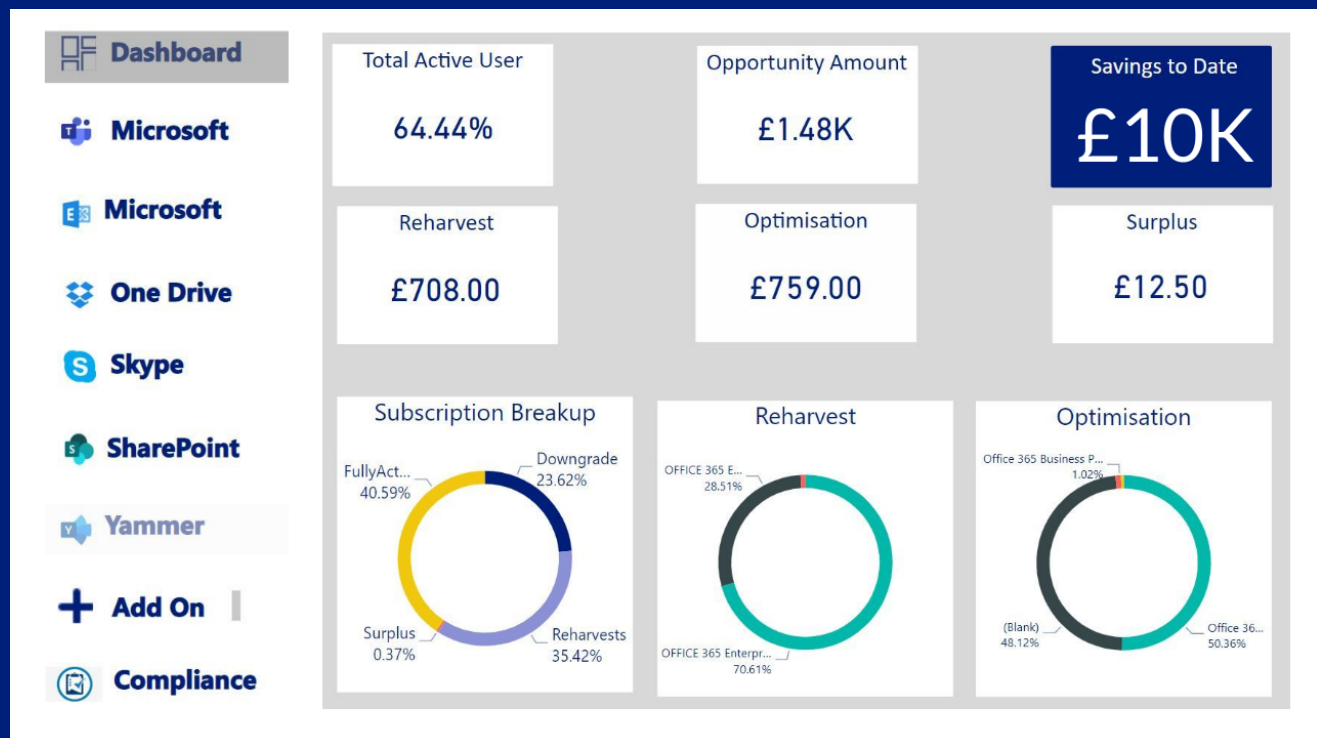 Dashboard
Microsoft
Microsoft
One Drive
Skype
SharePoint
Yammer
Add On
Compliance
Total Active User
64.44%
Opportunity Amount
£1.48K
Savings to Date
£10K
Reharvest
£708.00
Optimisation
£759.00
Surplus
£12.50
Subscription Breakup
FullyAct...
40.59%
Downgrade
23.62%
Surplus
0.37%
Reharvests
35.42%
Reharvest
OFFICE 365 E...
28.51%
OFFICE 365 Enterpr...
70.61%
Optimisation
Office 365 Business P...
1.02%
(Blank)
48.12%
Office 36...
50.36%